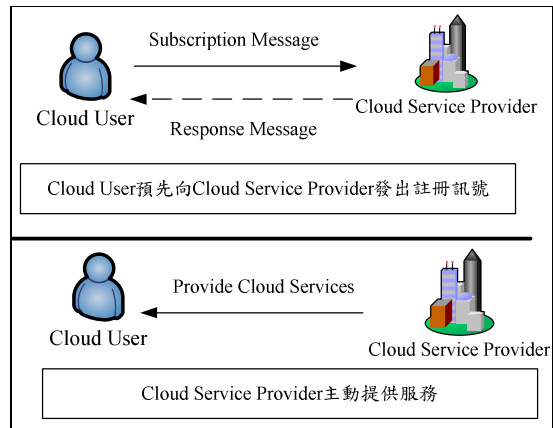 Subscription Message
Cloud User
Cloud Service Provider
Response Message
Cloud User預先向Cloud Service Provider發出註冊訊號
Provide Cloud Services
Cloud User
Cloud Service Provider
Cloud Service Provider主動提供服務